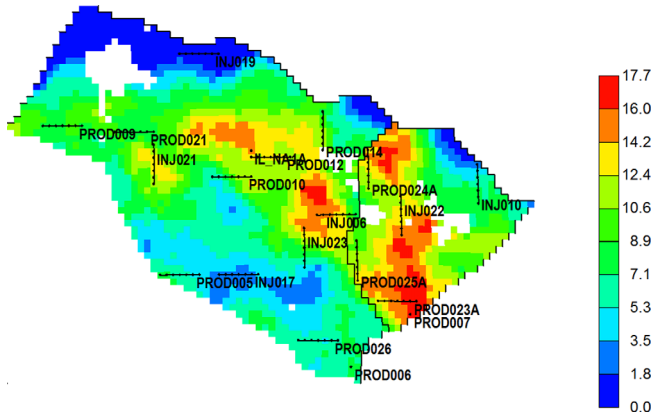 INJ019
17.7
16.0
14.2
12.4
10.6
8.9
7.1
5.3
3.5
1.8
0.0
PROD009
PROD021
INJ021
IL_NA1A
PROD012
PROD014
PROD010
PROD024A
INJ022
INJ010
INJ006
INJ023
PROD005
INJ017
PROD025A
PROD023A
PROD007
PROD026
PROD006